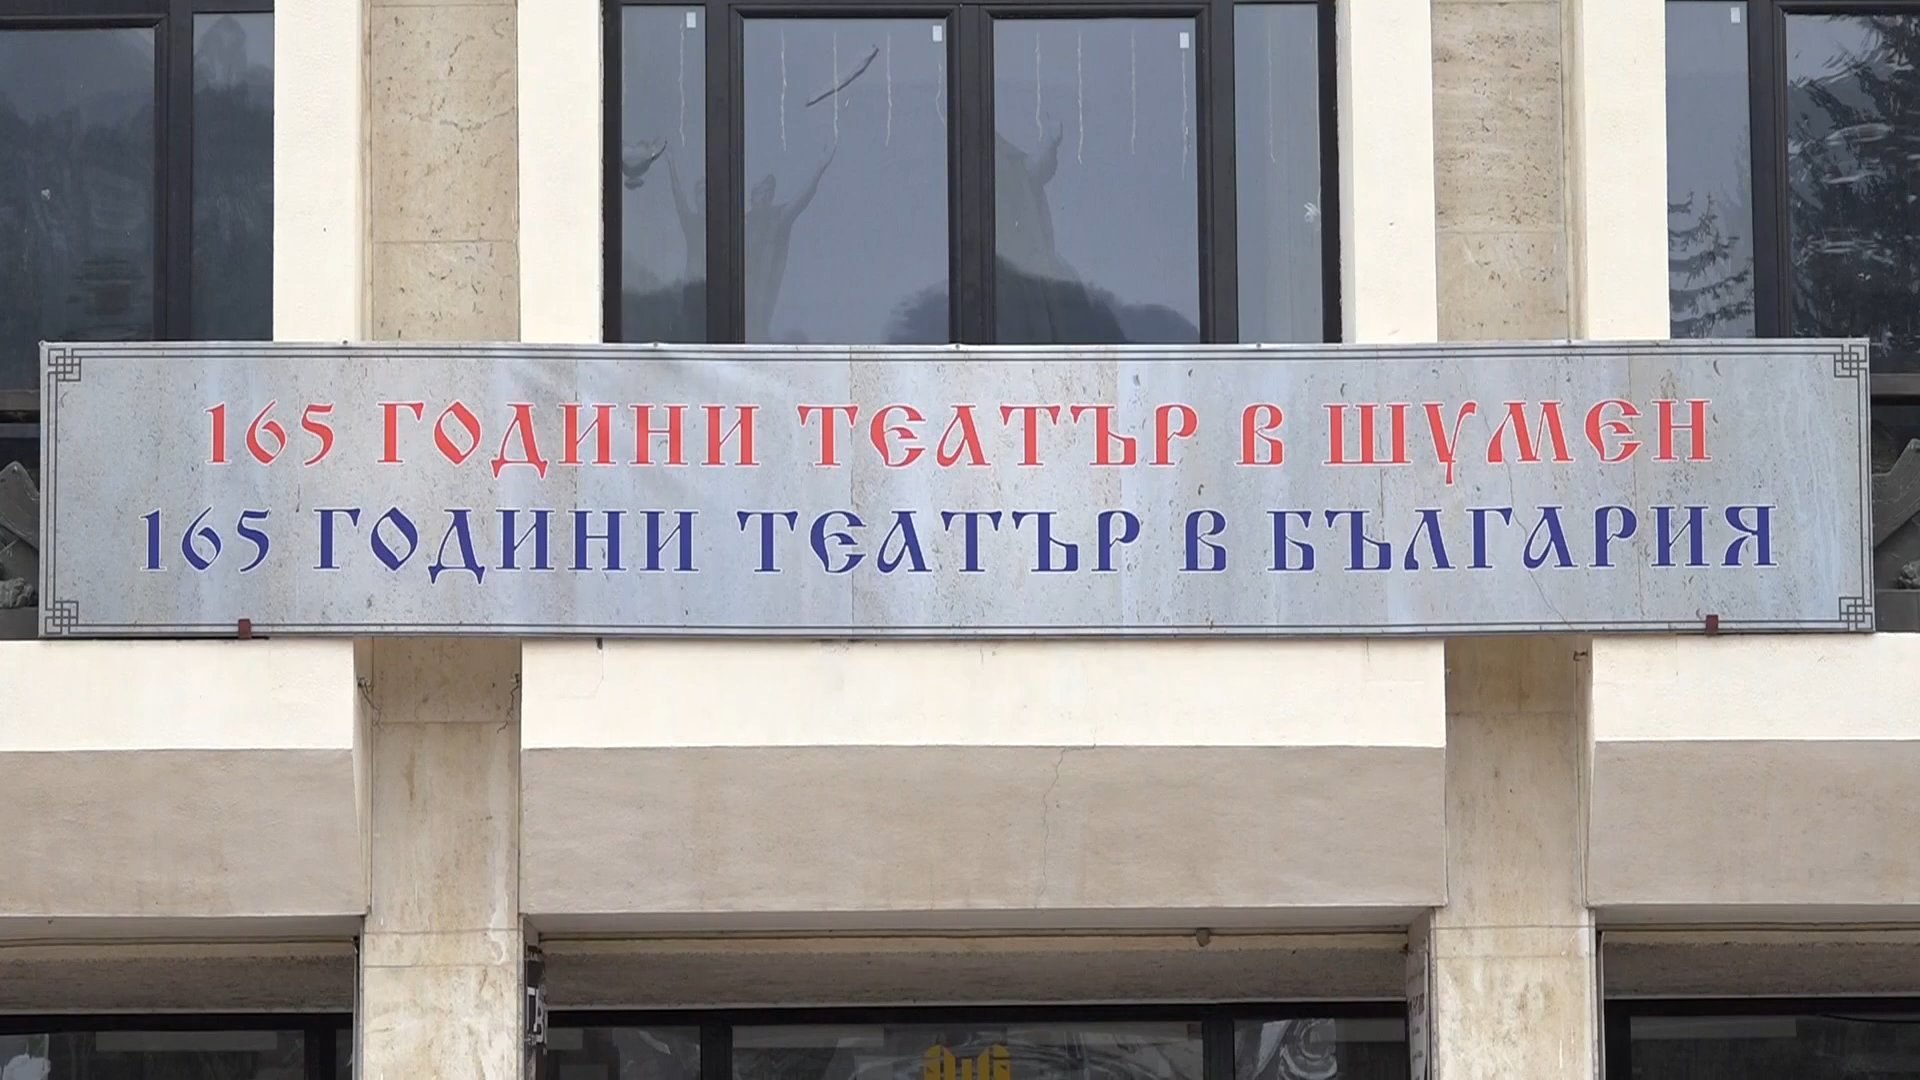 165 ГОДИНИ ТЕАТЪР В ШУМЕН
165 ГОДИНИ ТЕАТЪР В БЪЛГАРИЯ